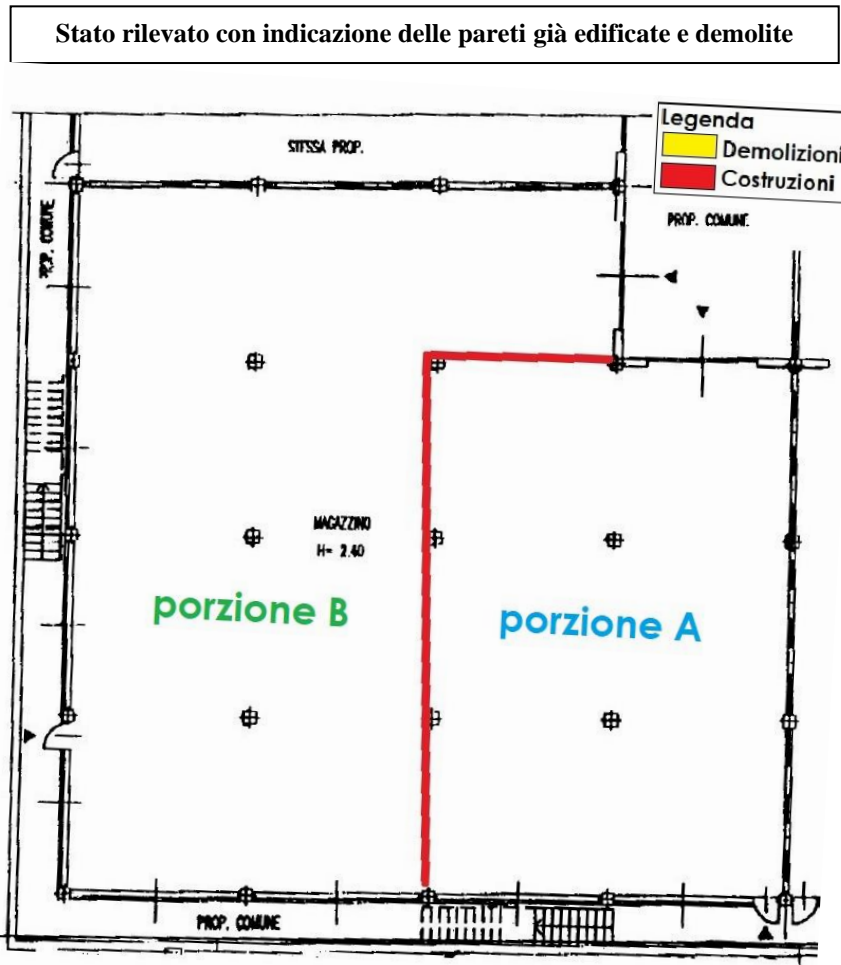 Stato rilevato con indicazione delle pareti già edificate e demolite
Legenda
Demolizioni
Costruzioni
STESSA PROP.
PROP. COMUNE
PROP. COMUNE
MAGAZZINO
H= 2.40
porzione B
porzione A
PROP. COMUNE